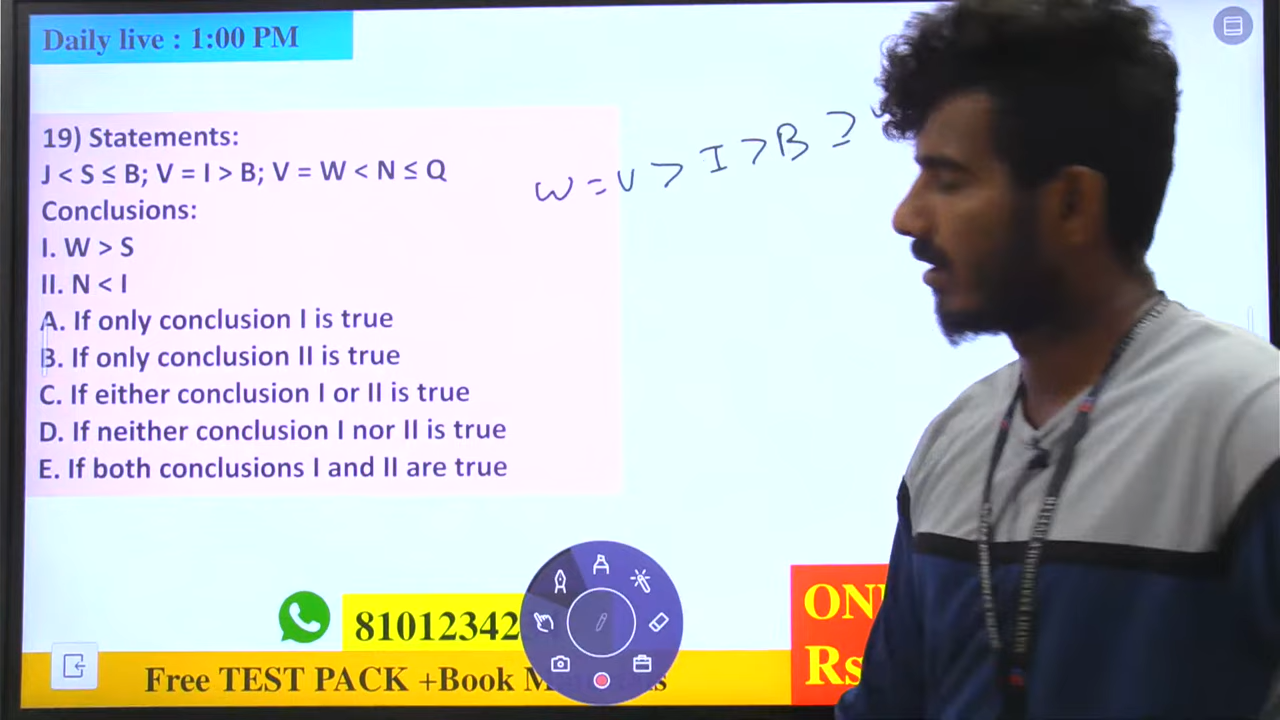 Daily live : 1:00 PM
19) Statements:
J < S ≤ B; V = I > B; V = W < N ≤ Q
W = V > I > B ≥
Conclusions:
I. W > S
II. N < I
A. If only conclusion I is true
B. If only conclusion II is true
C. If either conclusion I or II is true
D. If neither conclusion I nor II is true
E. If both conclusions I and II are true
81012342
Free TEST PACK +Book
Rs